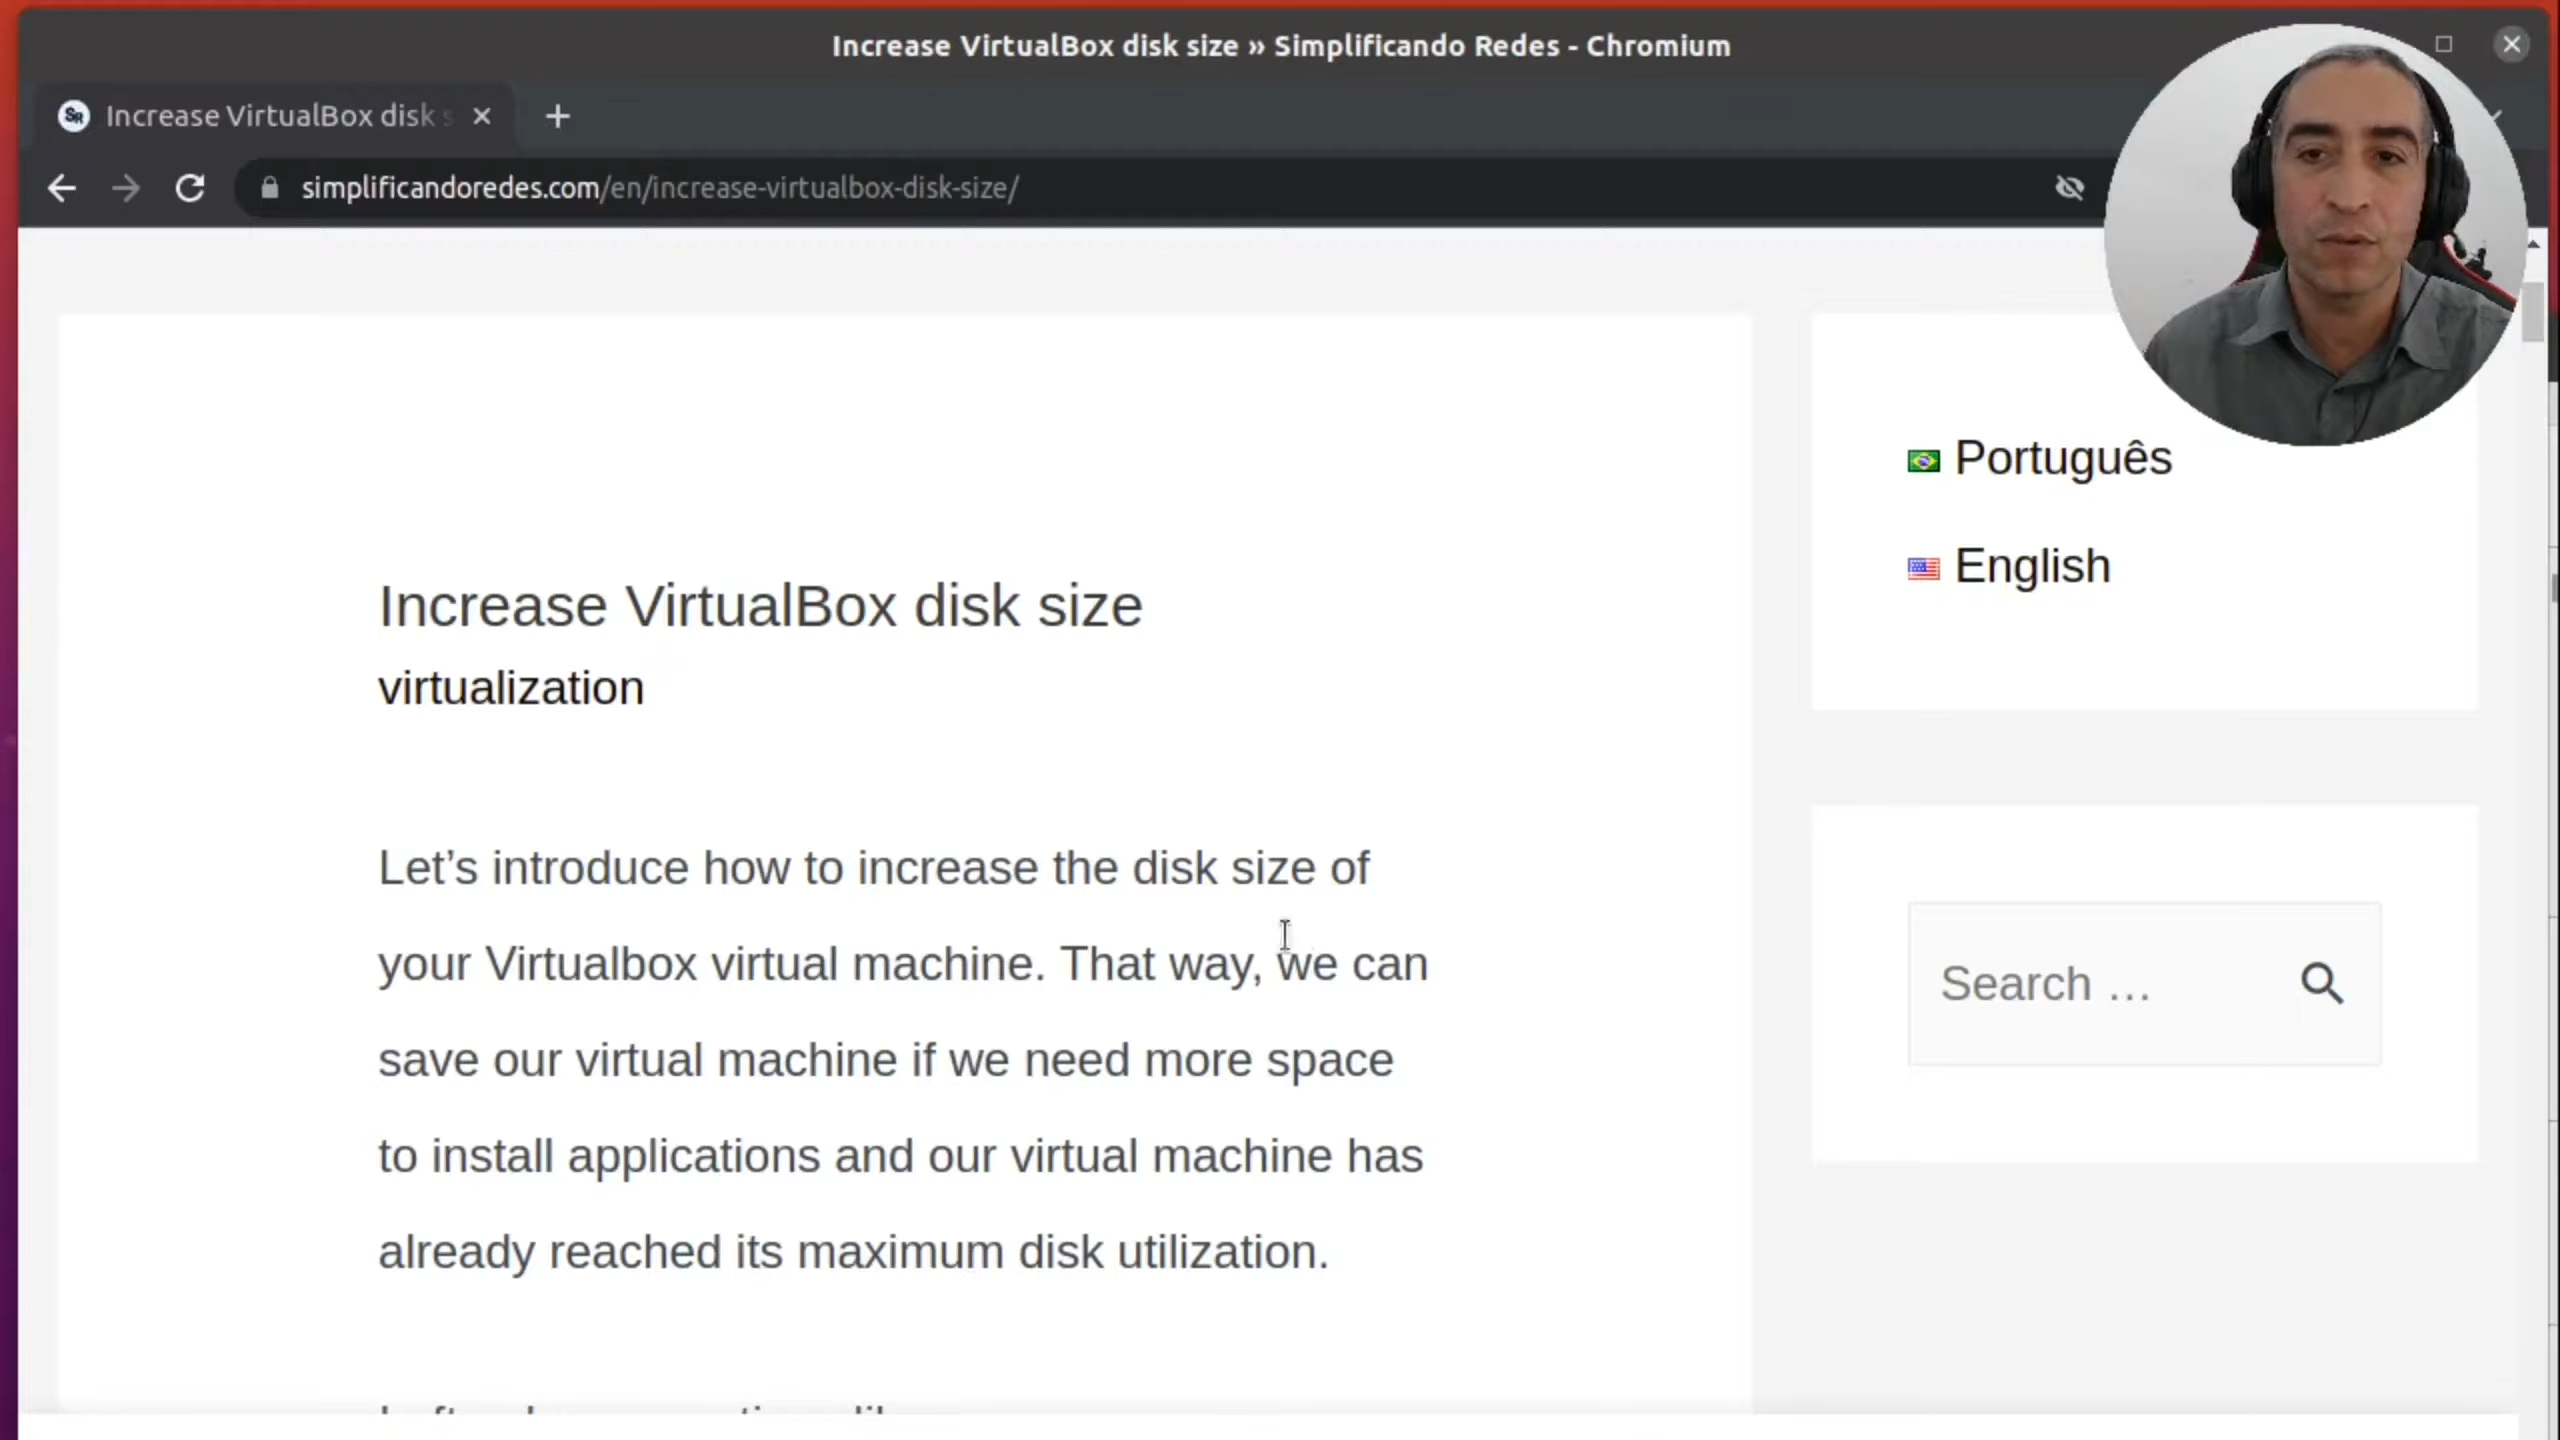 Increase VirtualBox disk size » Simplificando Redes - Chromium
Increase VirtualBox disk s
simplificandoredes.com/en/increase-virtualbox-disk-size/
Português
English
Increase VirtualBox disk size
virtualization
Let’s introduce how to increase the disk size of
your Virtualbox virtual machine. That way, we can
save our virtual machine if we need more space
to install applications and our virtual machine has
already reached its maximum disk utilization.
Search …